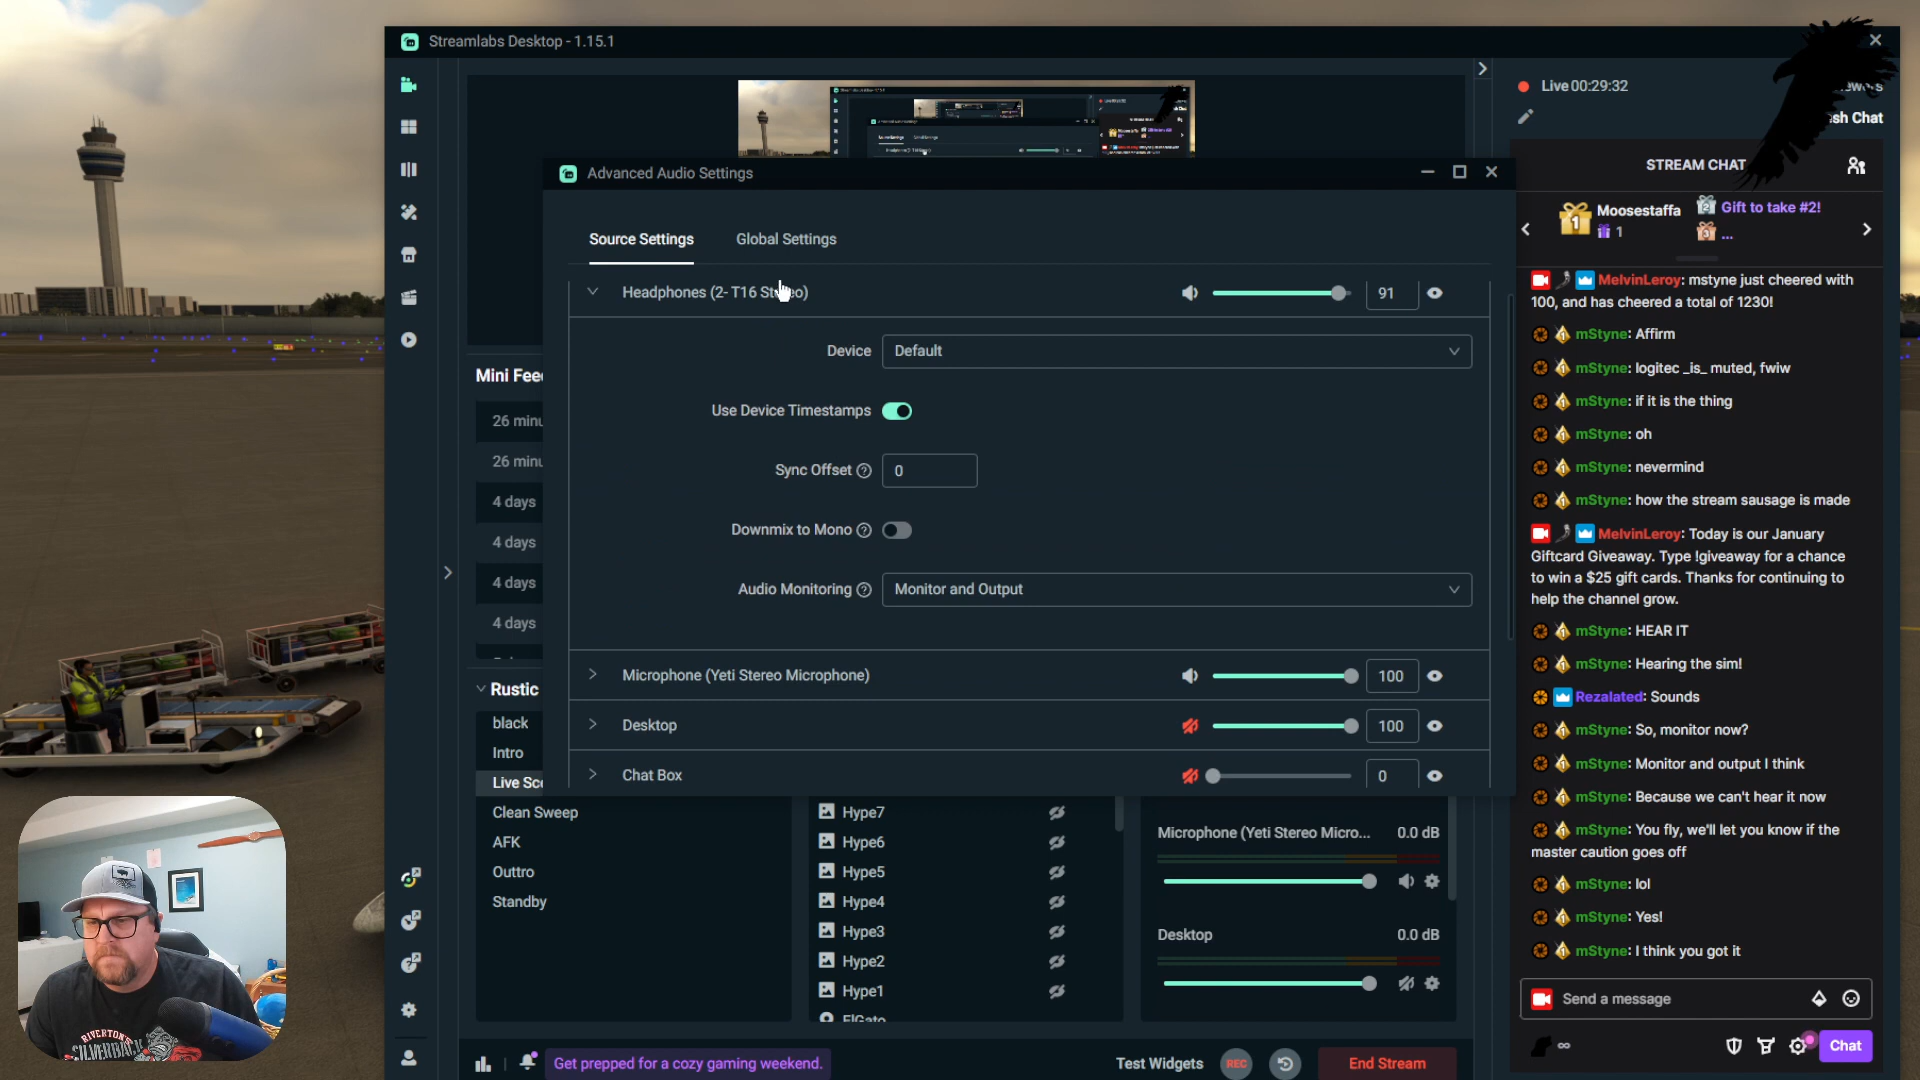 Streamlabs Desktop - 1.15.1
Live 00:29:32
sh Chat
Advanced Audio Settings
Source Settings
Global Settings
Headphones (2- T16 Stereo)
91
Device
Default
Use Device Timestamps
Sync Offset
0
Downmix to Mono
Audio Monitoring
Monitor and Output
Microphone (Yeti Stereo Microphone)
100
Desktop
100
Chat Box
0
Mini Fee
26 minu
26 minu
4 days
4 days
4 days
4 days
Rustic
black
Intro
Live Sc
Clean Sweep
AFK
Outtro
Standby
Hype7
Hype6
Hype5
Hype4
Hype3
Hype2
Hype1
ElGato
Microphone (Yeti Stereo Micro...
0.0 dB
Desktop
0.0 dB
Get prepped for a cozy gaming weekend.
Test Widgets
REC
End Stream
STREAM CHAT
1
Moosestaffa
1
2
Gift to take #2!
3
...
MelvinLeroy: mstyne just cheered with
100, and has cheered a total of 1230!
mStyne: Affirm
mStyne: logitec _is_ muted, fwiw
mStyne: if it is the thing
mStyne: oh
mStyne: nevermind
mStyne: how the stream sausage is made
MelvinLeroy: Today is our January
Giftcard Giveaway. Type !giveaway for a chance
to win a $25 gift cards. Thanks for continuing to
help the channel grow.
mStyne: HEAR IT
mStyne: Hearing the sim!
Rezalated: Sounds
mStyne: So, monitor now?
mStyne: Monitor and output I think
mStyne: Because we can't hear it now
mStyne: You fly, we'll let you know if the
master caution goes off
mStyne: lol
mStyne: Yes!
mStyne: I think you got it
Send a message
Chat
RIVERTON
SILVERBACK